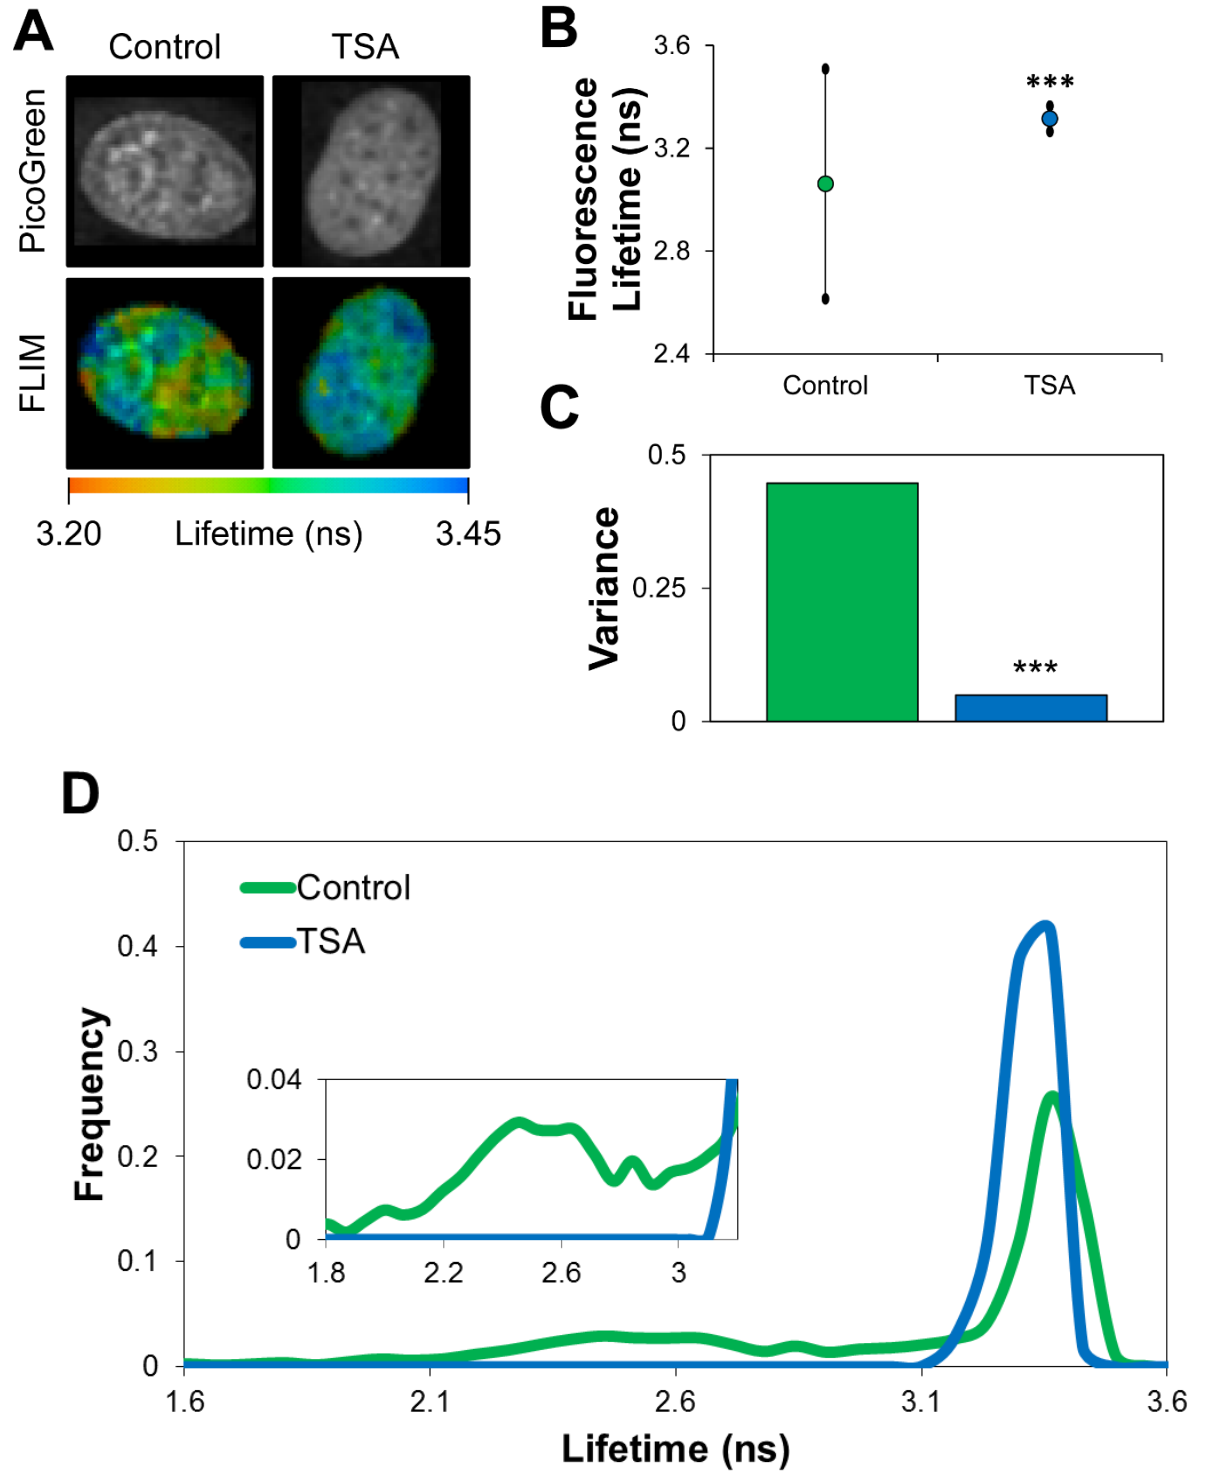 A
Control TSA
PicoGreen
FLIM
3.20 Lifetime (ns) 3.45
B
Fluorescence
Lifetime (ns)
3.6
3.2
2.8
2.4
***
Control TSA
C
Variance
0.5
0.25
0
***
D
Frequency
0.5
0.4
0.3
0.2
0.1
0
Control
TSA
0.04
0.02
0
1.8 2.2 2.6 3
1.6 2.1 2.6 3.1 3.6
Lifetime (ns)